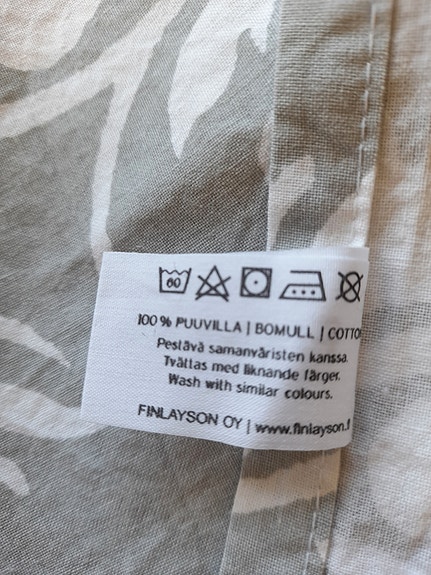 60
100 % PUUVILLA | BOMULL | COTTO
Pestävä samanväristen kanssa.
Tvättas med liknande färger.
Wash with similar colours.
FINLAYSON OY | www.finlayson.f